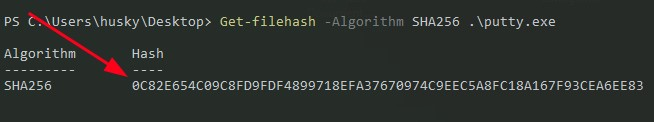 PS C:\Users\husky\Desktop> Get-filehash -Algorithm SHA256 .\putty.exe
Algorithm Hash
--------- ----
SHA256 0C82E654C09C8FD9FDF4899718EFA37670974C9EEC5A8FC18A167F93CEA6EE83